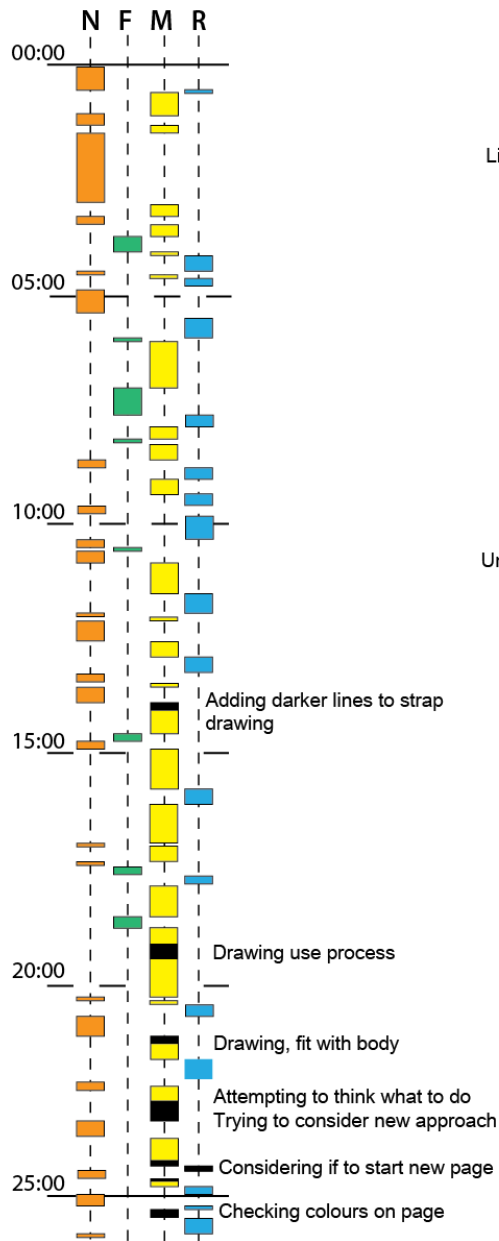 N F M R
00:00
Li
05:00
10:00
Un
Adding darker lines to strap
drawing
15:00
Drawing use process
20:00
Drawing, fit with body
Attempting to think what to do
Trying to consider new approach
Considering if to start new page
25:00
Checking colours on page